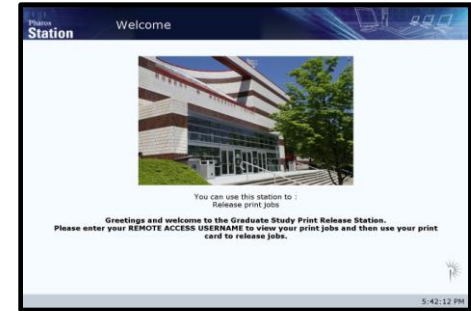 Pharos
Station
Welcome
You can use this station to :
Release print jobs
Greetings and welcome to the Graduate Study Print Release Station.
Please enter your REMOTE ACCESS USERNAME to view your print jobs and then use your print
card to release jobs.
5:42:12 PM